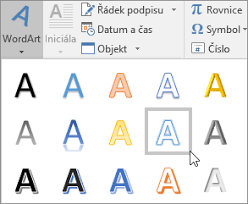 WordArt
Iniciála
Řádek podpisu
Datum a čas
Objekt
Rovnice
Symbol
Číslo
A A A A A
A A A A A
A A A A A